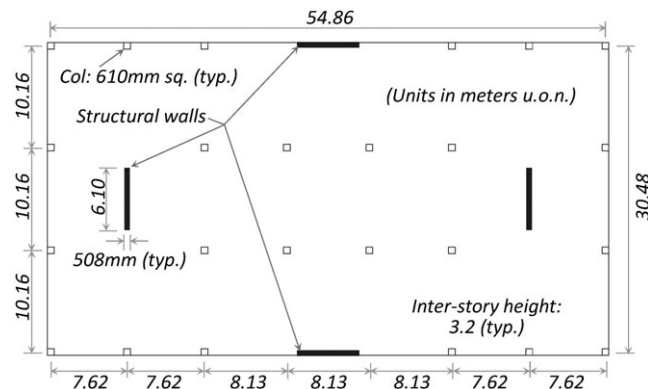 54.86
Col: 610mm sq. (typ.)
(Units in meters u.o.n.)
Structural walls
10.16
10.16
10.16
6.10
30.48
508mm (typ.)
Inter-story height:
3.2 (typ.)
7.62
7.62
8.13
8.13
8.13
7.62
7.62